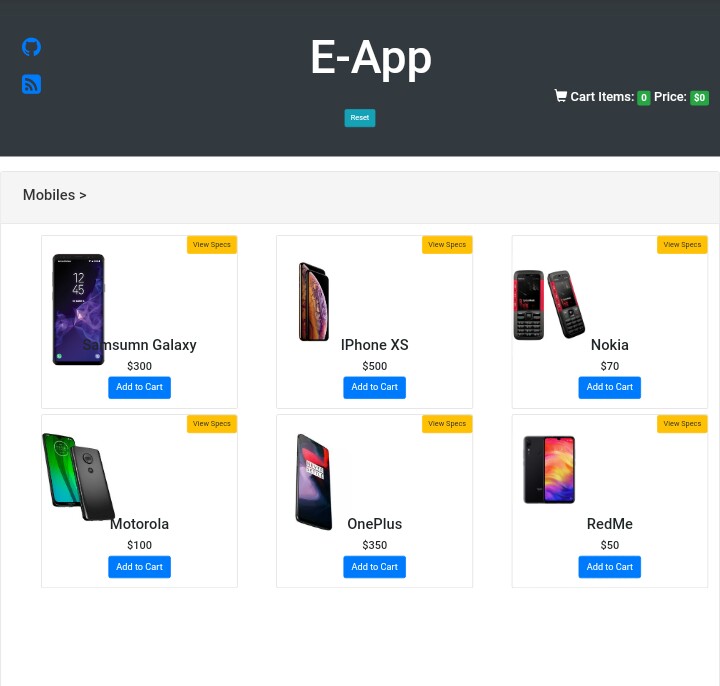 E-App
Cart Items: 0 Price: $0
Reset
Mobiles >
View Specs
View Specs
View Specs
12
45
Samsumn Galaxy
IPhone XS
Nokia
$300
$500
$70
Add to Cart
Add to Cart
Add to Cart
View Specs
View Specs
View Specs
Motorola
OnePlus
RedMe
$100
$350
$50
Add to Cart
Add to Cart
Add to Cart